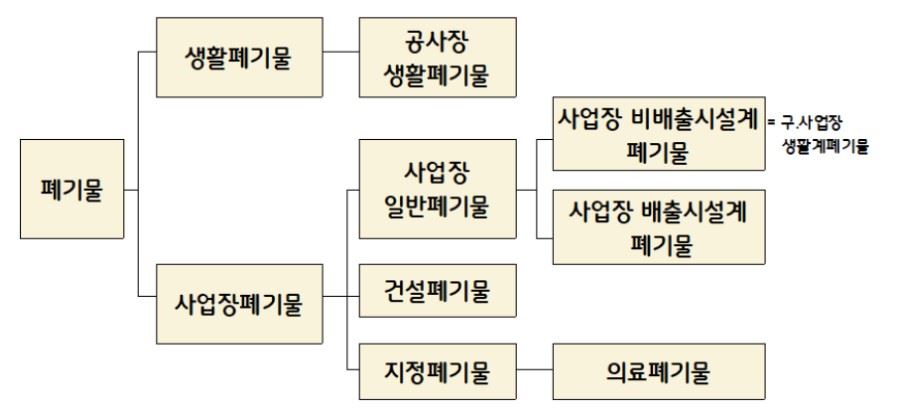 폐기물
생활폐기물
공사장
생활폐기물
사업장폐기물
사업장
일반폐기물
사업장 비배출시설계
폐기물
= 구.사업장
생활계폐기물
사업장 배출시설계
폐기물
건설폐기물
지정폐기물
의료폐기물